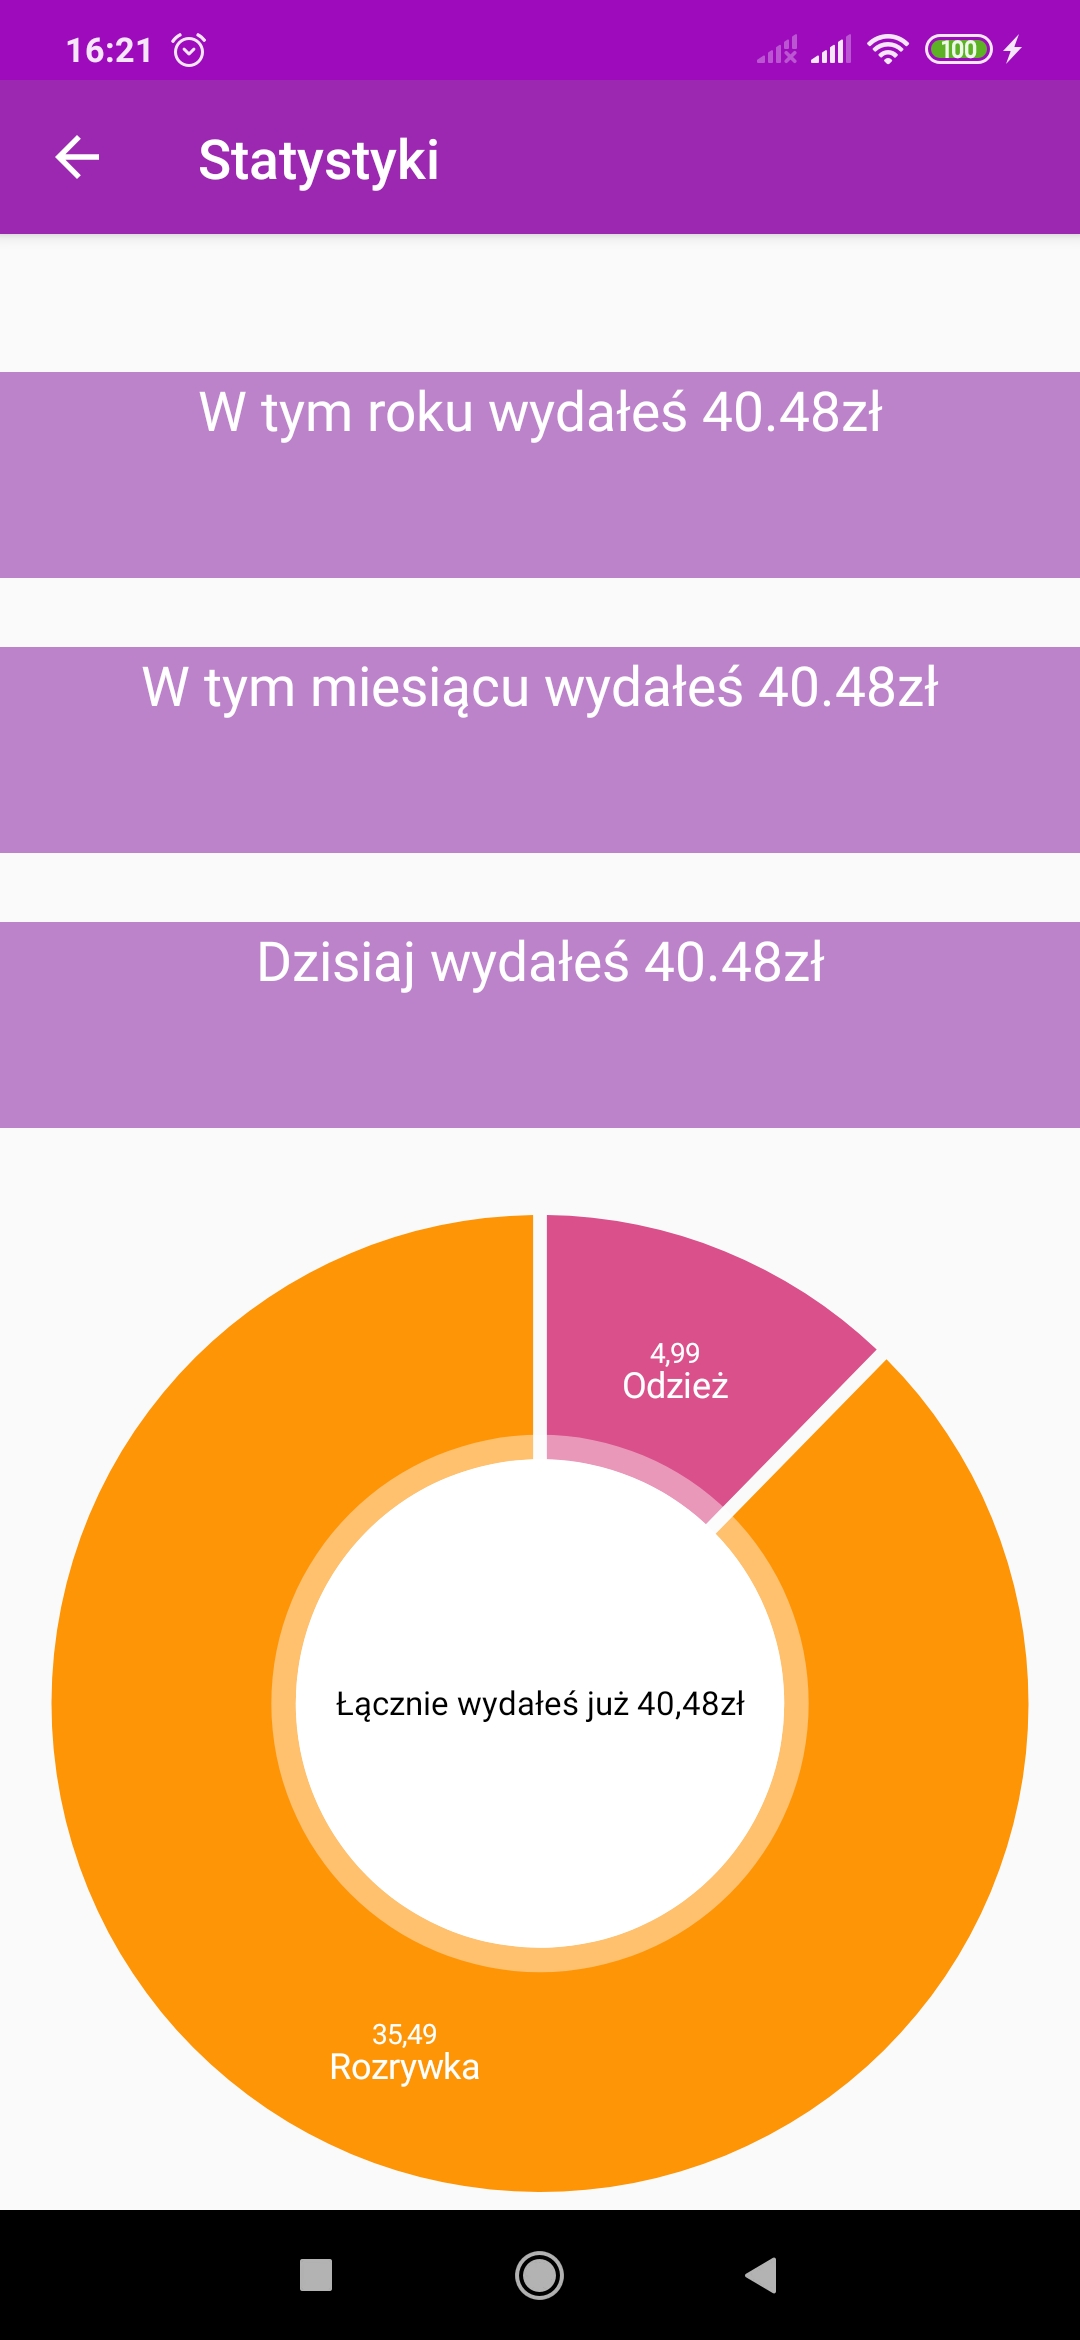 16:21
100
Statystyki
W tym roku wydałeś 40.48zł
W tym miesiącu wydałeś 40.48zł
Dzisiaj wydałeś 40.48zł
4,99
Odzież
Łącznie wydałeś już 40,48zł
35,49
Rozrywka